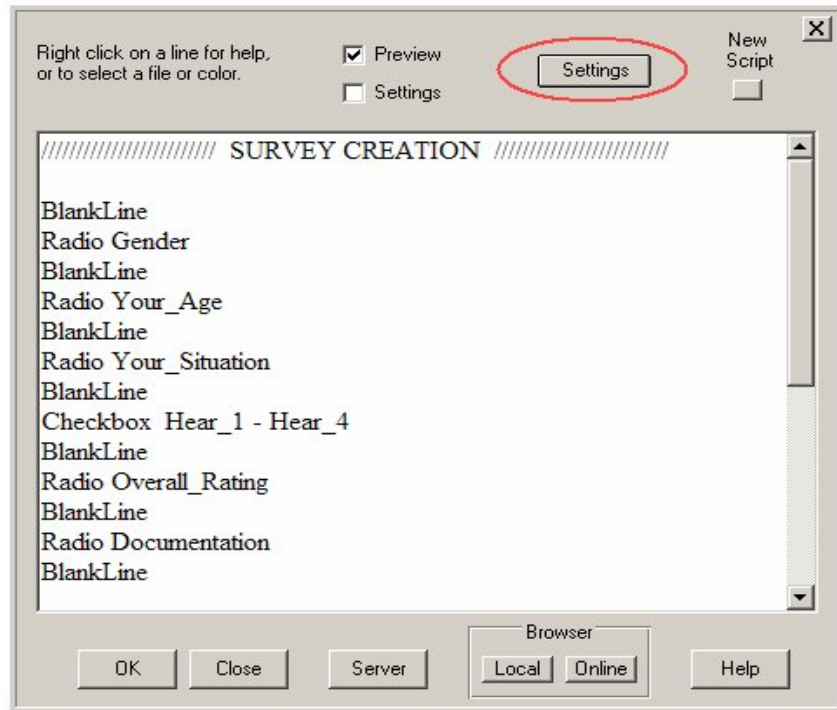 Right click on a line for help,
or to select a file or color.
Preview
Settings
Settings
New
Script
///////////////////////// SURVEY CREATION /////////////////////////
BlankLine
Radio Gender
BlankLine
Radio Your_Age
BlankLine
Radio Your_Situation
BlankLine
Checkbox Hear_1 - Hear_4
BlankLine
Radio Overall_Rating
BlankLine
Radio Documentation
BlankLine
OK
Close
Server
Browser
Local
Online
Help